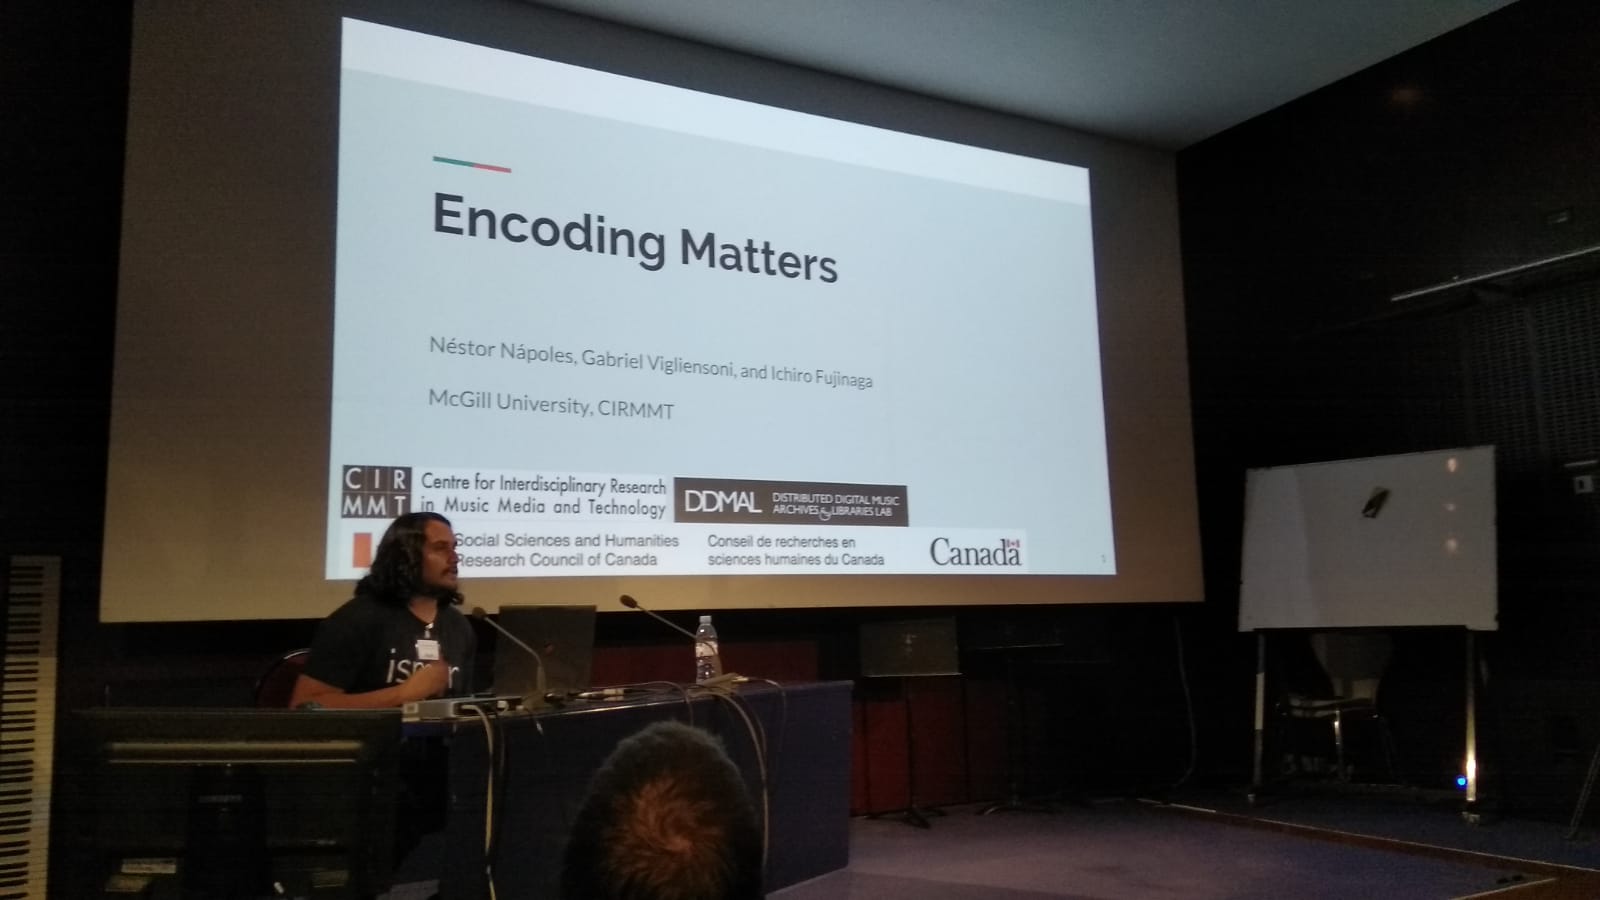 Encoding Matters
Néstor Nápoles, Gabriel Vigliensoni, and Ichiro Fujinaga
McGill University, CIRMMT
CIR
MMT
Centre for Interdisciplinary Research
in Music Media and Technology
DDMAL
DISTRIBUTED DIGITAL MUSIC
ARCHIVES & LIBRARIES LAB
Social Sciences and Humanities
Research Council of Canada
Conseil de recherches en
sciences humaines du Canada
Canada
1